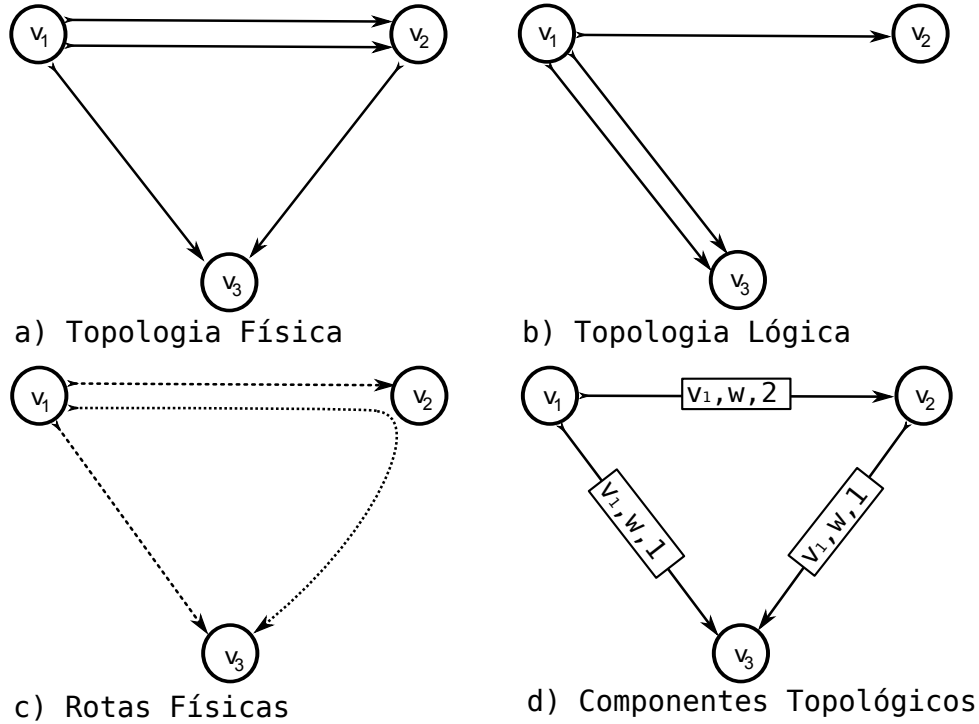 v1 v2 v1 v2
v3 v3
a) Topologia Física b) Topologia Lógica
v1 v2 v1 v1,w,2 v2
v1,w,1 v1,w,1
v3 v3
c) Rotas Físicas d) Componentes Topológicos